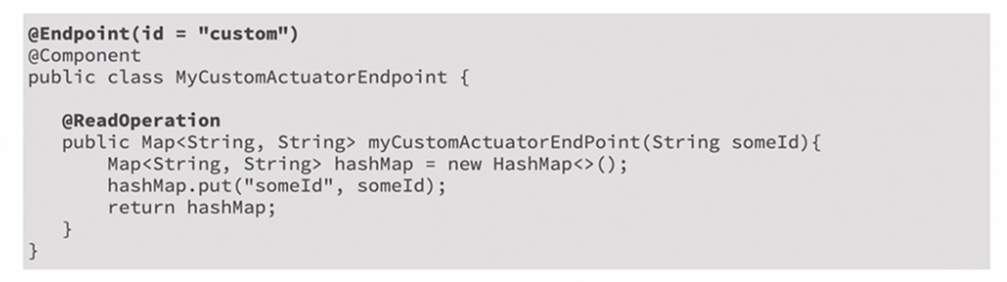 @Endpoint(id = "custom")
@Component
public class MyCustomActuatorEndpoint {
@ReadOperation
public Map<String, String> myCustomActuatorEndPoint(String someId){
Map<String, String> hashMap = new HashMap<>();
hashMap.put("someId", someId);
return hashMap;
}
}